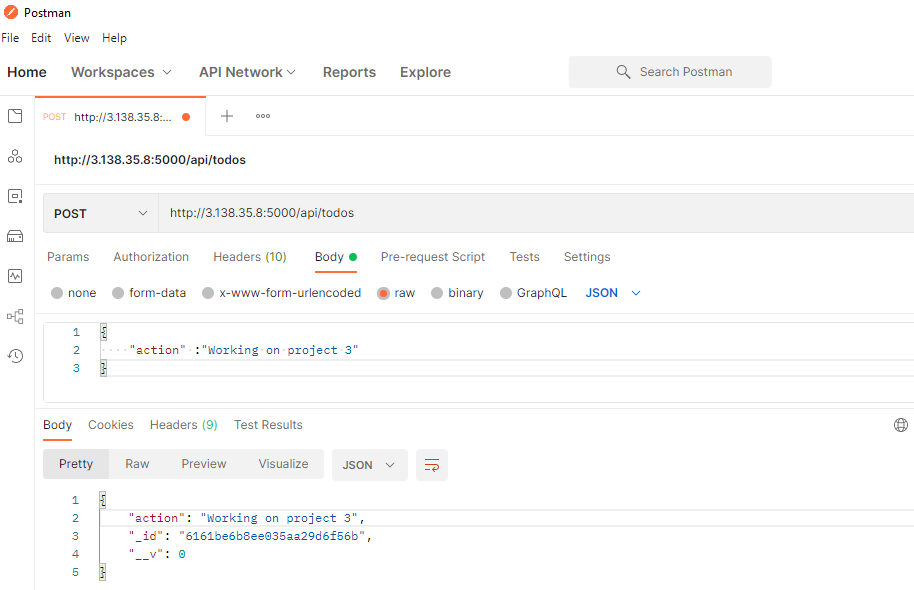 Postman
File Edit View Help
Home Workspaces API Network Reports Explore Search Postman
POST http://3.138.35.8:...
http://3.138.35.8:5000/api/todos
POST http://3.138.35.8:5000/api/todos
Params Authorization Headers (10) Body Pre-request Script Tests Settings
none form-data x-www-form-urlencoded raw binary GraphQL JSON
1 {
2 ····"action"·:"Working·on·project·3"
3 }
Body Cookies Headers (9) Test Results
Pretty Raw Preview Visualize JSON
1 {
2 "action": "Working on project 3",
3 "_id": "6161be6b8ee035aa29d6f56b",
4 "__v": 0
5 }